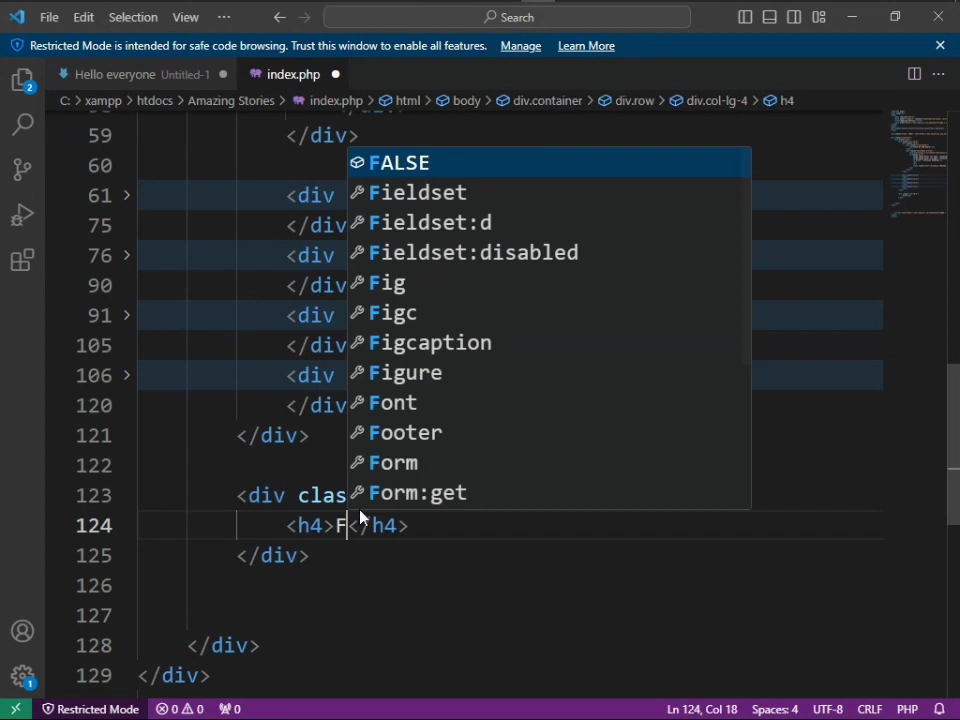 File Edit Selection View ··· Search
Restricted Mode is intended for safe code browsing. Trust this window to enable all features. Manage Learn More
Hello everyone Untitled-1 index.php
C: > xampp > htdocs > Amazing Stories > index.php > html > body > div.container > div.row > div.col-lg-4 > h4
59 </div>
60
61 <div
75 </div
76 <div
90 </div
91 <div
105 </div
106 <div
120 </div
121 </div>
122
123 <div clas
124 <h4>F</h4>
125 </div>
126
127
128 </div>
129 </div>
FALSE
Fieldset
Fieldset:d
Fieldset:disabled
Fig
Figc
Figcaption
Figure
Font
Footer
Form
Form:get
2
1
Restricted Mode 0 0 0 Ln 124, Col 18 Spaces: 4 UTF-8 CRLF PHP